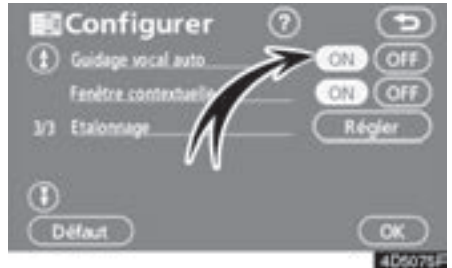 Configurer ?
Guidage vocal auto ON OFF
Fenêtre contextuelle ON OFF
3/3 Etalonnage Régler
Défaut OK
4D5075F